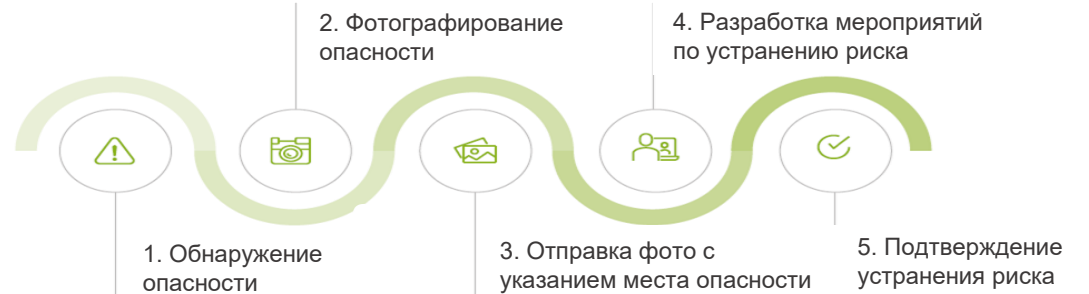 1. Обнаружение
опасности
2. Фотографирование
опасности
3. Отправка фото с
указанием места опасности
4. Разработка мероприятий
по устранению риска
5. Подтверждение
устранения риска